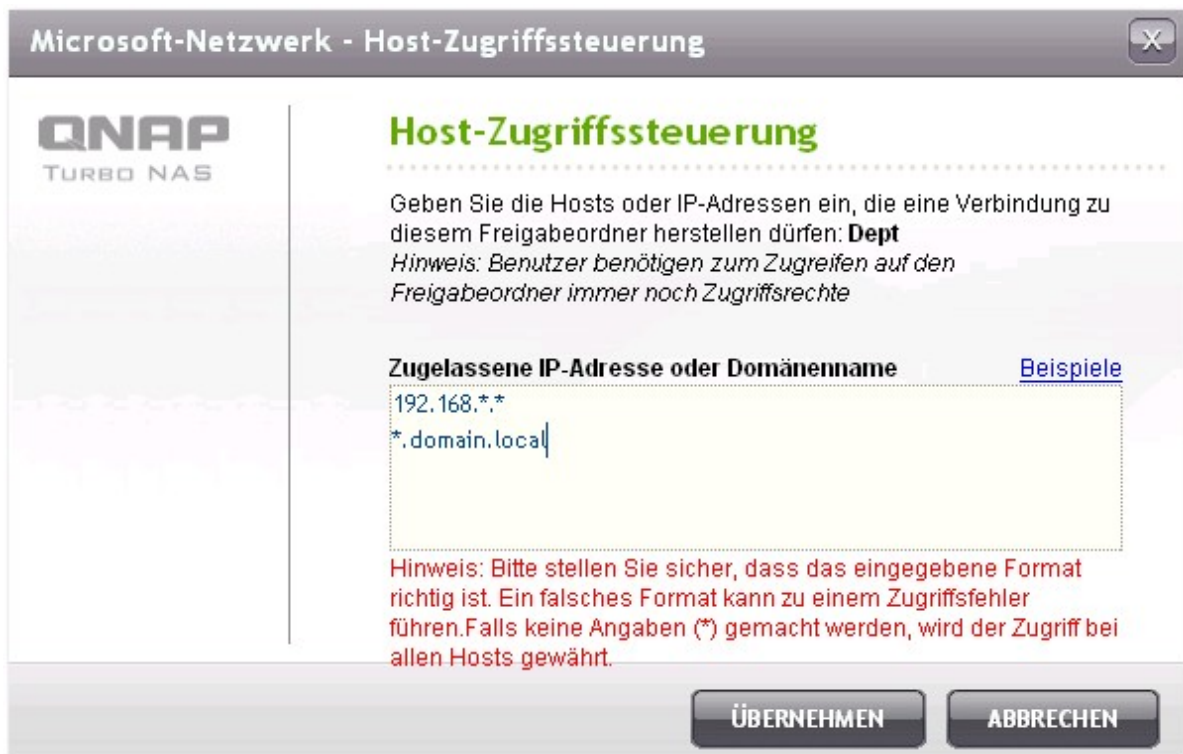 Microsoft-Netzwerk - Host-Zugriffssteuerung
X
QNAP
TURBO NAS
Host-Zugriffssteuerung
Geben Sie die Hosts oder IP-Adressen ein, die eine Verbindung zu
diesem Freigabeordner herstellen dürfen: Dept
Hinweis: Benutzer benötigen zum Zugreifen auf den
Freigabeordner immer noch Zugriffsrechte
Zugelassene IP-Adresse oder Domänenname Beispiele
192.168.*.*
*.domain.local
Hinweis: Bitte stellen Sie sicher, dass das eingegebene Format
richtig ist. Ein falsches Format kann zu einem Zugriffsfehler
führen.Falls keine Angaben (*) gemacht werden, wird der Zugriff bei
allen Hosts gewährt.
ÜBERNEHMEN ABBRECHEN